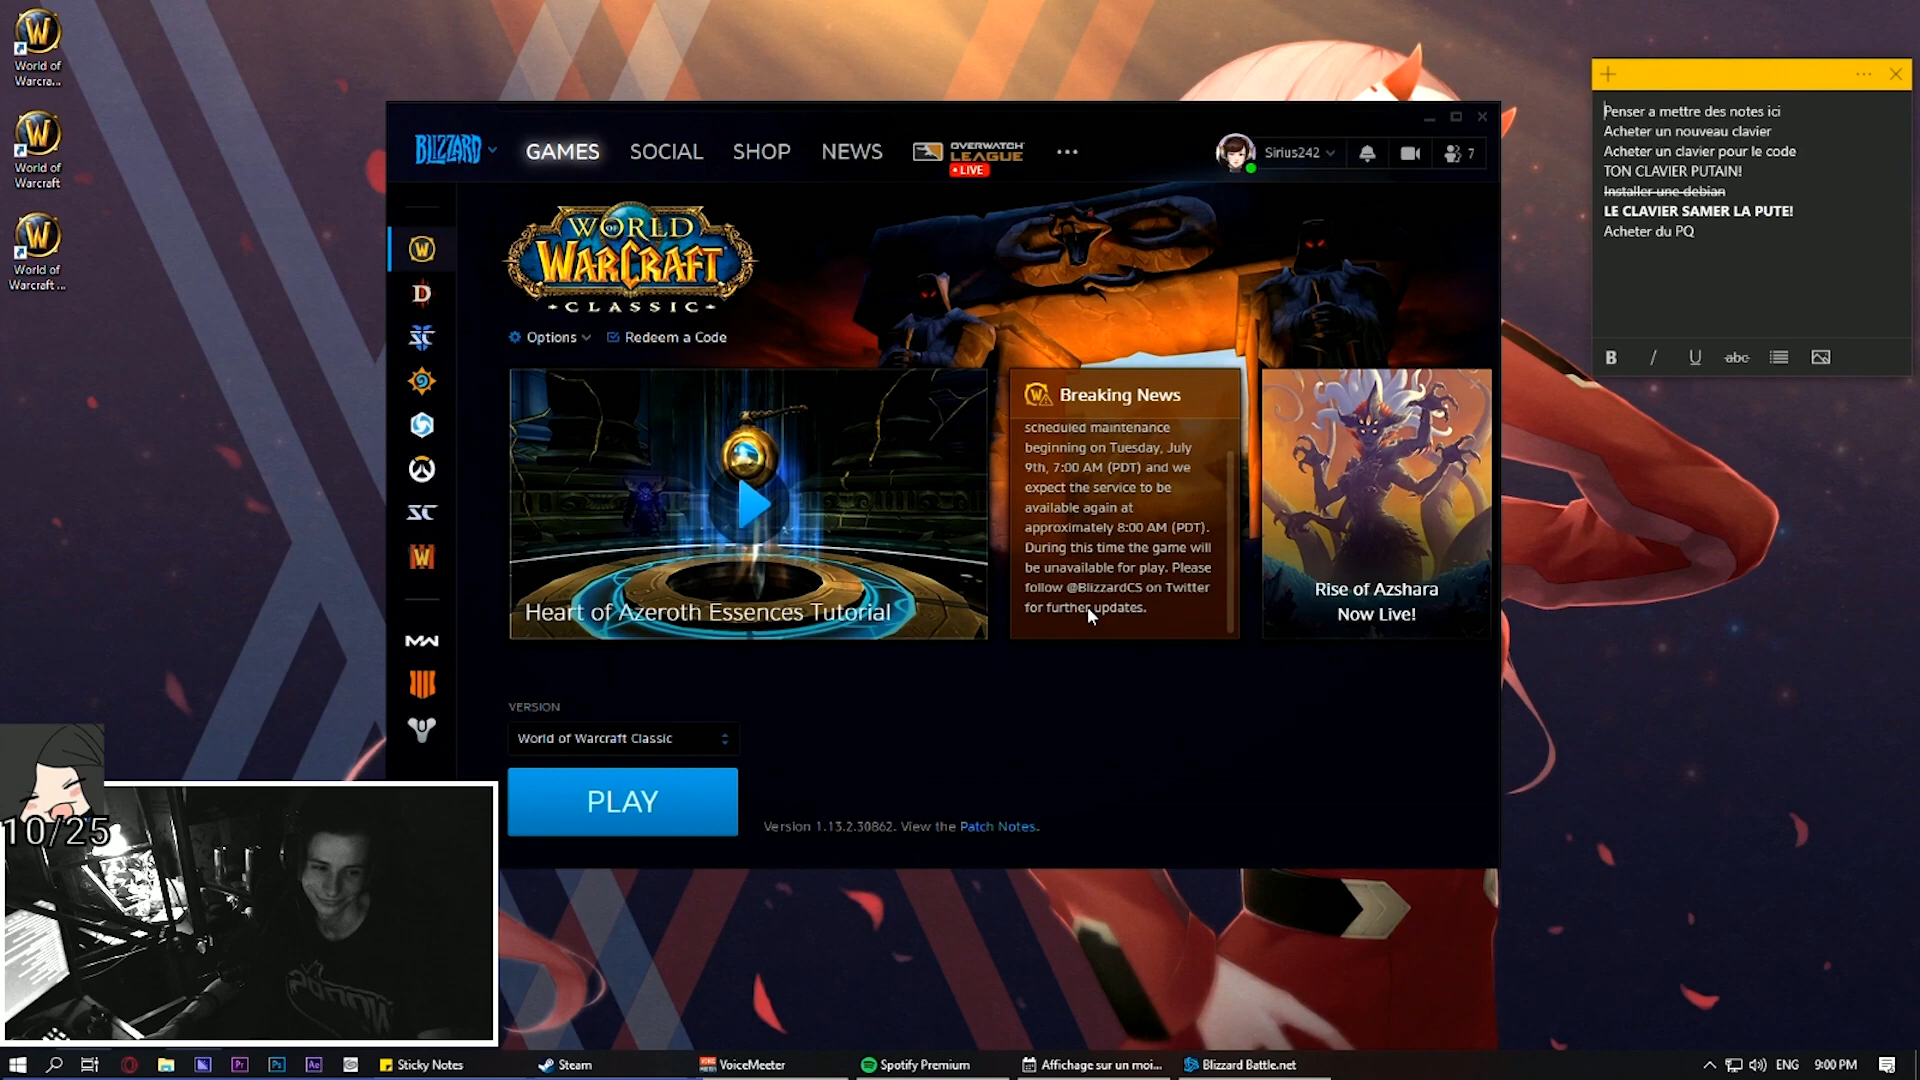 World of
Warcra...
World of
Warcraft
World of
Warcraft ...
BLIZZARD
GAMES
SOCIAL
SHOP
NEWS
OVERWATCH
LEAGUE
• LIVE
Sirius242
7
WORLD
OF
WARCRAFT
CLASSIC
Options
Redeem a Code
Heart of Azeroth Essences Tutorial
Breaking News
scheduled maintenance
beginning on Tuesday, July
9th, 7:00 AM (PDT) and we
expect the service to be
available again at
approximately 8:00 AM (PDT).
During this time the game will
be unavailable for play. Please
follow @BlizzardCS on Twitter
for further updates.
Rise of Azshara
Now Live!
VERSION
World of Warcraft Classic
PLAY
Version 1.13.2.30862. View the Patch Notes.
Penser a mettre des notes ici
Acheter un nouveau clavier
Acheter un clavier pour le code
TON CLAVIER PUTAIN!
Installer une debian
LE CLAVIER SAMER LA PUTE!
Acheter du PQ
B
/
U
abc
W
D
SC
SC
W
MW
10/25
Pr
Ps
Ae
Sticky Notes
Steam
VoiceMeeter
Spotify Premium
Affichage sur un moi...
Blizzard Battle.net
ENG
9:00 PM